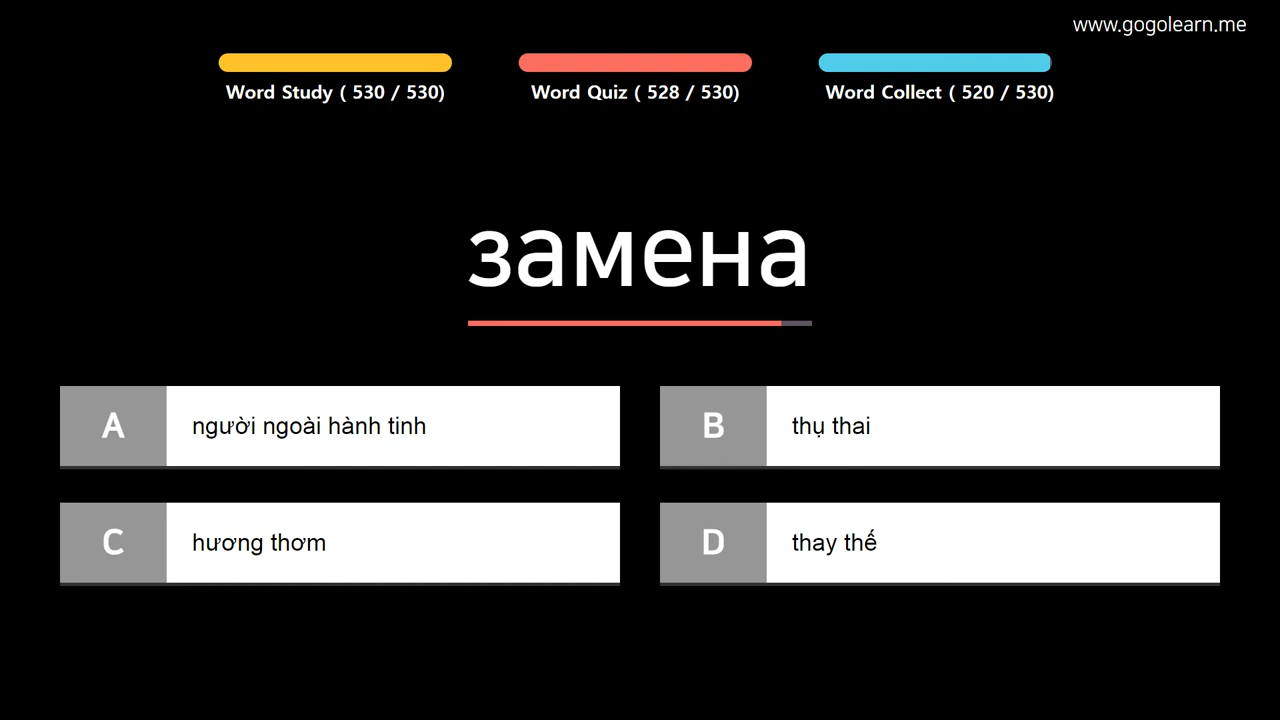 www.gogolearn.me
Word Study ( 530 / 530)
Word Quiz ( 528 / 530)
Word Collect ( 520 / 530)
замена
A
người ngoài hành tinh
B
thụ thai
C
hương thơm
D
thay thế